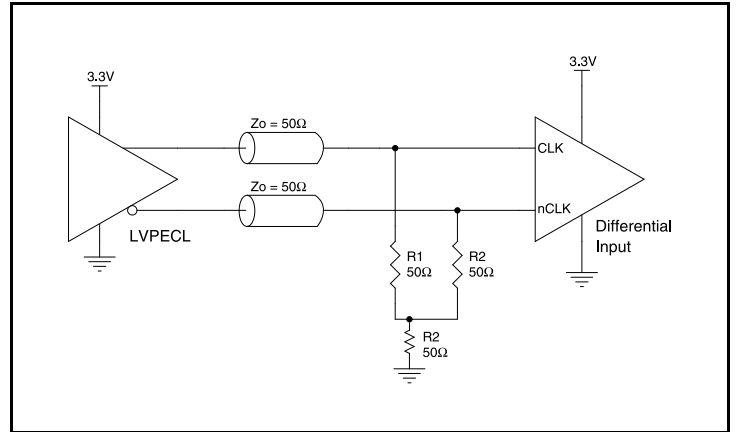 3.3V
3.3V
Zo = 50Ω
CLK
Zo = 50Ω
nCLK
LVPECL
Differential
Input
R1
50Ω
R2
50Ω
R2
50Ω